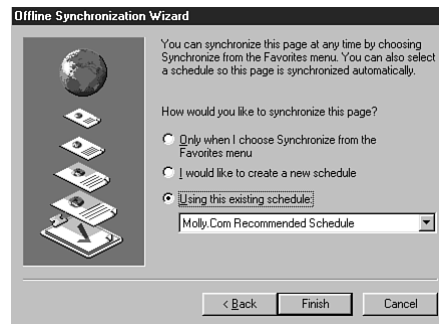 Offline Synchronization Wizard
You can synchronize this page at any time by choosing
Synchronize from the Favorites menu. You can also select
a schedule so this page is synchronized automatically.
How would you like to synchronize this page?
Only when I choose Synchronize from the
Favorites menu
I would like to create a new schedule
Using this existing schedule:
Molly.Com Recommended Schedule
< Back Finish Cancel